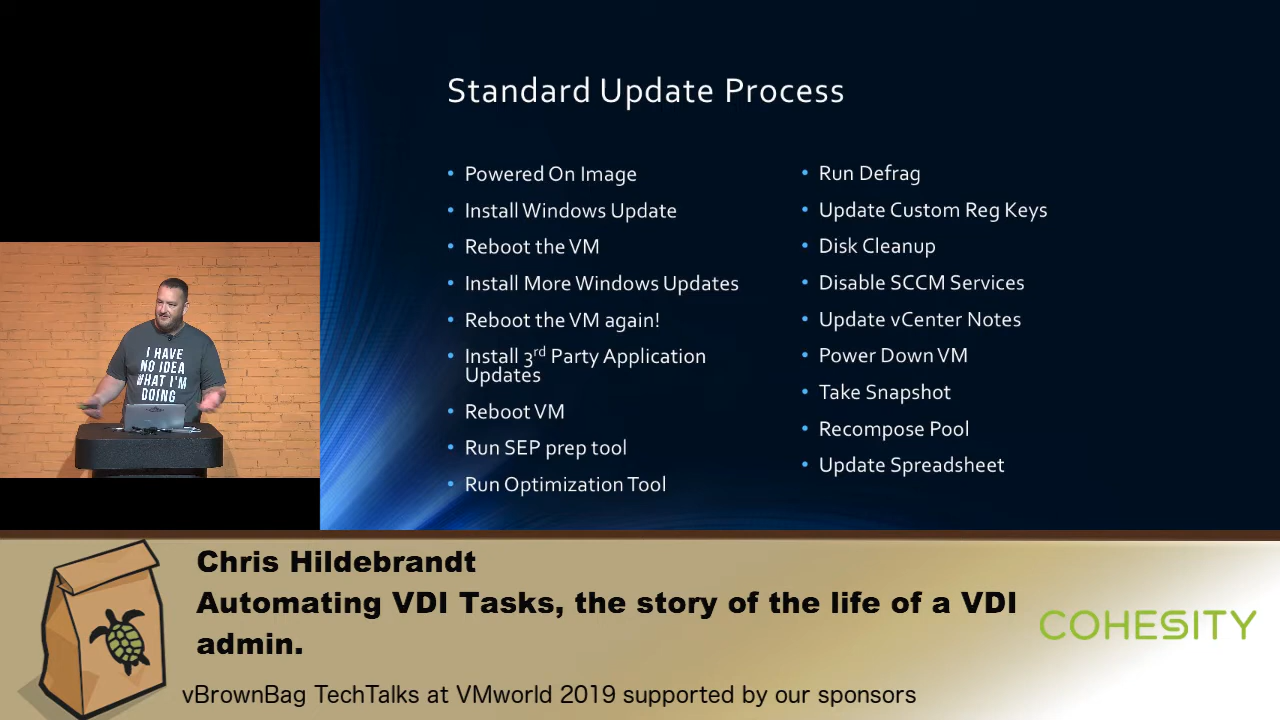 Standard Update Process
• Powered On Image
• Install Windows Update
• Reboot the VM
• Install More Windows Updates
• Reboot the VM again!
• Install 3rd Party Application
Updates
• Reboot VM
• Run SEP prep tool
• Run Optimization Tool
• Run Defrag
• Update Custom Reg Keys
• Disk Cleanup
• Disable SCCM Services
• Update vCenter Notes
• Power Down VM
• Take Snapshot
• Recompose Pool
• Update Spreadsheet
I HAVE
NO IDEA
WHAT I'M
DOING
Chris Hildebrandt
Automating VDI Tasks, the story of the life of a VDI
admin.
COHESITY
vBrownBag TechTalks at VMworld 2019 supported by our sponsors